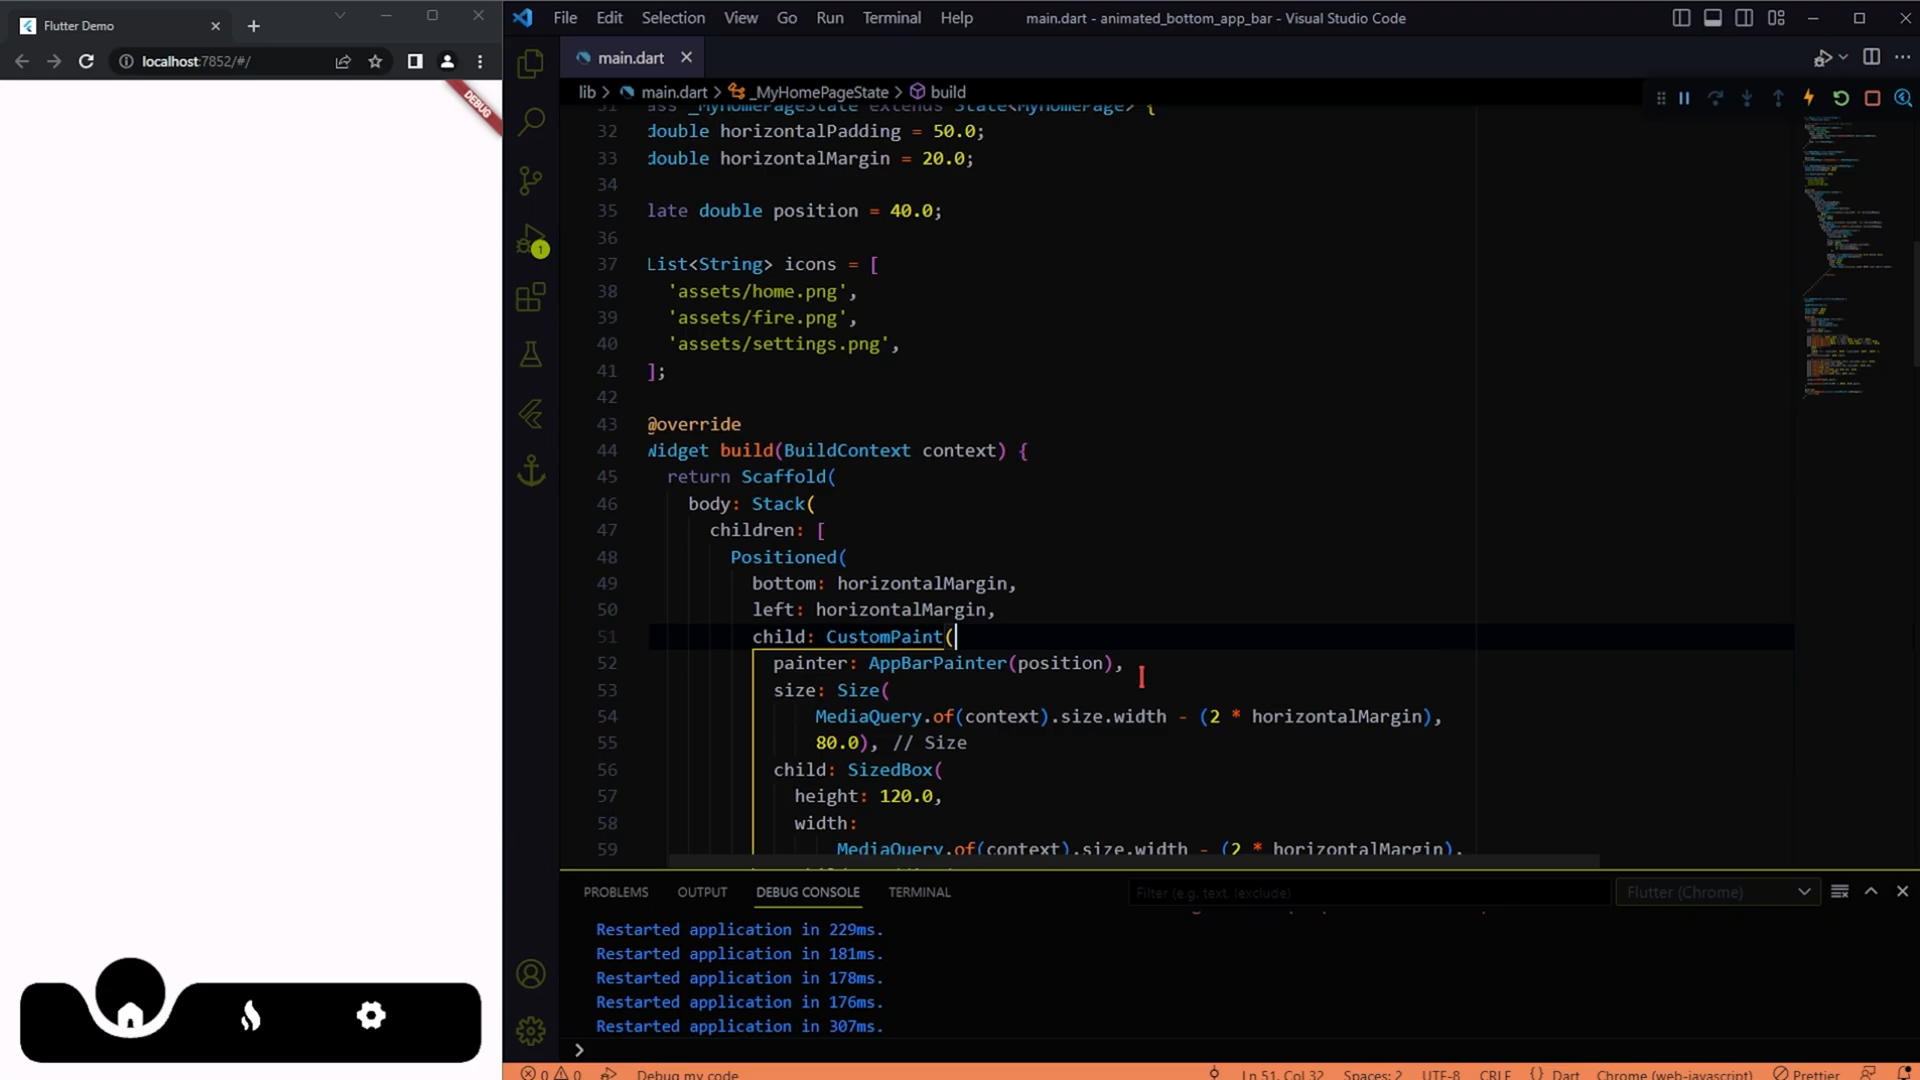 Flutter Demo
localhost:7852/#/
DEBUG
File Edit Selection View Go Run Terminal Help
main.dart - animated_bottom_app_bar - Visual Studio Code
main.dart
lib > main.dart > _MyHomePageState > build
31 ass _MyHomePageState extends State<MyHomePage> {
32 double horizontalPadding = 50.0;
33 double horizontalMargin = 20.0;
34
35 late double position = 40.0;
36
37 List<String> icons = [
38 'assets/home.png',
39 'assets/fire.png',
40 'assets/settings.png',
41 ];
42
43 @override
44 Widget build(BuildContext context) {
45 return Scaffold(
46 body: Stack(
47 children: [
48 Positioned(
49 bottom: horizontalMargin,
50 left: horizontalMargin,
51 child: CustomPaint(
52 painter: AppBarPainter(position),
53 size: Size(
54 MediaQuery.of(context).size.width - (2 * horizontalMargin),
55 80.0), // Size
56 child: SizedBox(
57 height: 120.0,
58 width:
59 MediaQuery.of(context).size.width - (2 * horizontalMargin),
1
PROBLEMS OUTPUT DEBUG CONSOLE TERMINAL
Filter (e.g. text, !exclude)
Flutter (Chrome)
Restarted application in 229ms.
Restarted application in 181ms.
Restarted application in 178ms.
Restarted application in 176ms.
Restarted application in 307ms.
>
0 0 Debug my code
Ln 51, Col 32 Spaces: 2 UTF-8 CRLF {} Dart Chrome (web-javascript) Prettier